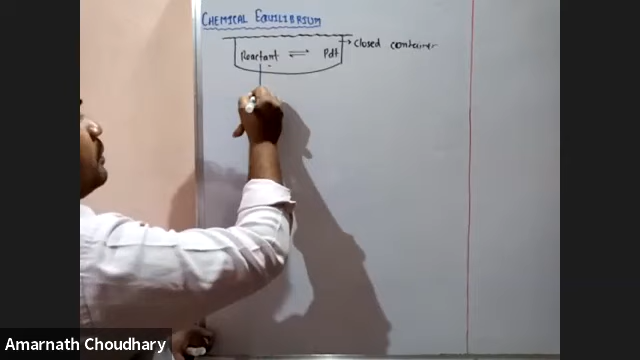 CHEMICAL EQUILIBRIUM
Reactant ⇌ Pdt → Closed container
Amarnath Choudhary